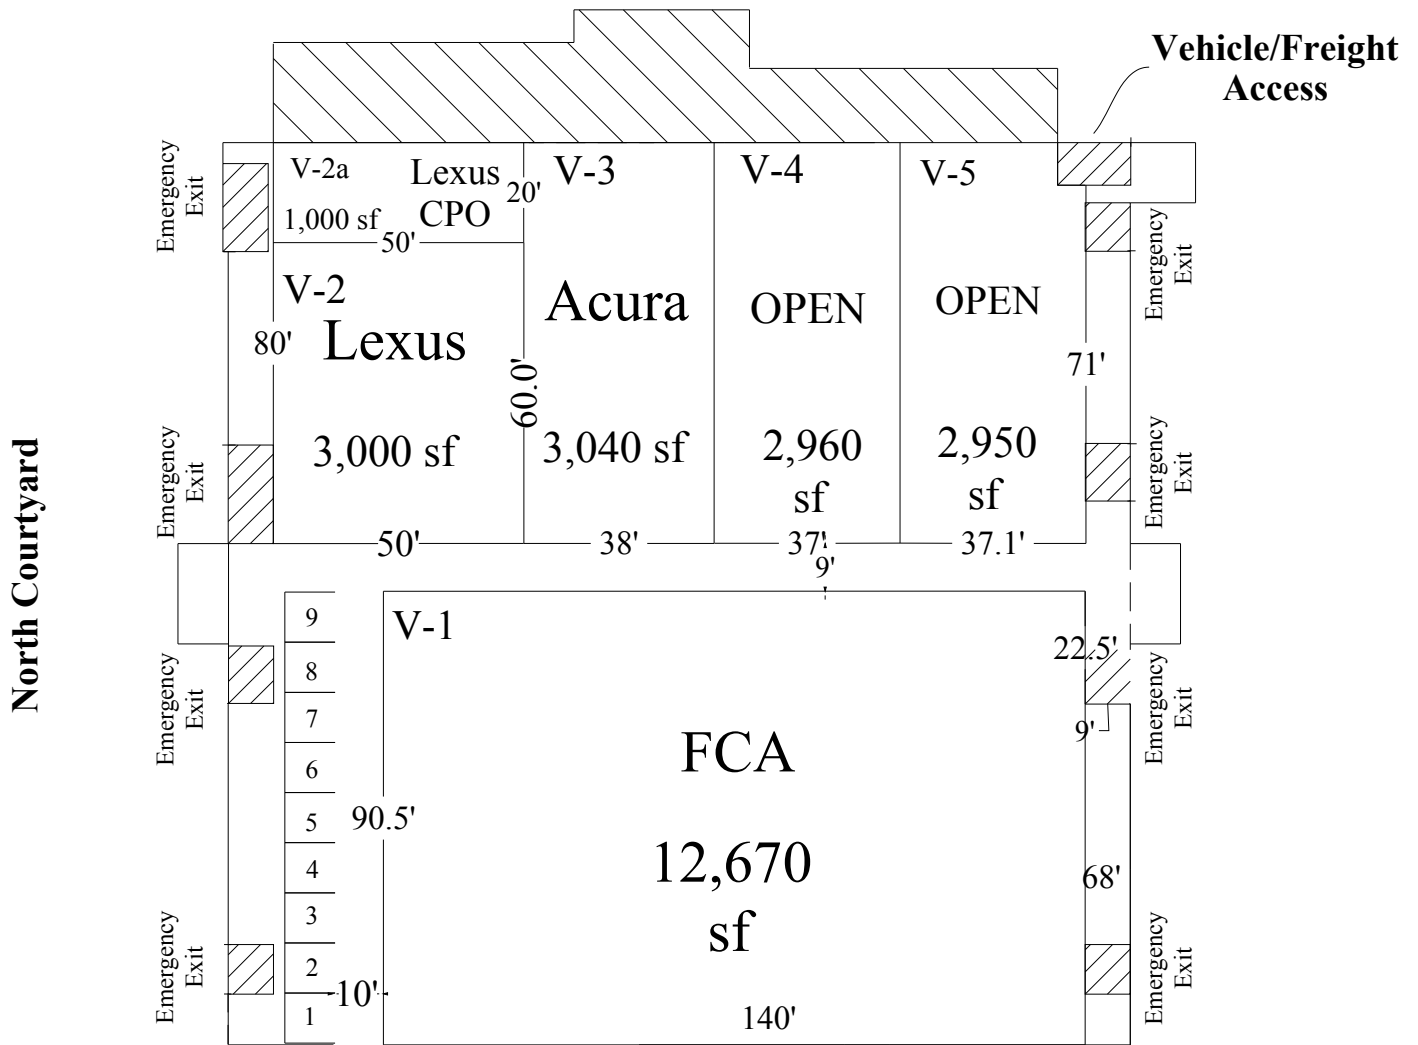 Vehicle/Freight
Access
Emergency
Exit
V-2a
Lexus
CPO
1,000 sf
20'
50'
V-3
V-4
V-5
Emergency
Exit
V-2
Lexus
80'
3,000 sf
60.0'
Acura
3,040 sf
OPEN
2,960
sf
OPEN
2,950
sf
71'
North Courtyard
Emergency
Exit
Emergency
Exit
50'
38'
37'
37.1'
9'
9
8
7
6
5
4
3
2
1
V-1
22.5'
9'
Emergency
Exit
Emergency
Exit
FCA
12,670
sf
90.5'
68'
10'
140'
Emergency
Exit
Emergency
Exit